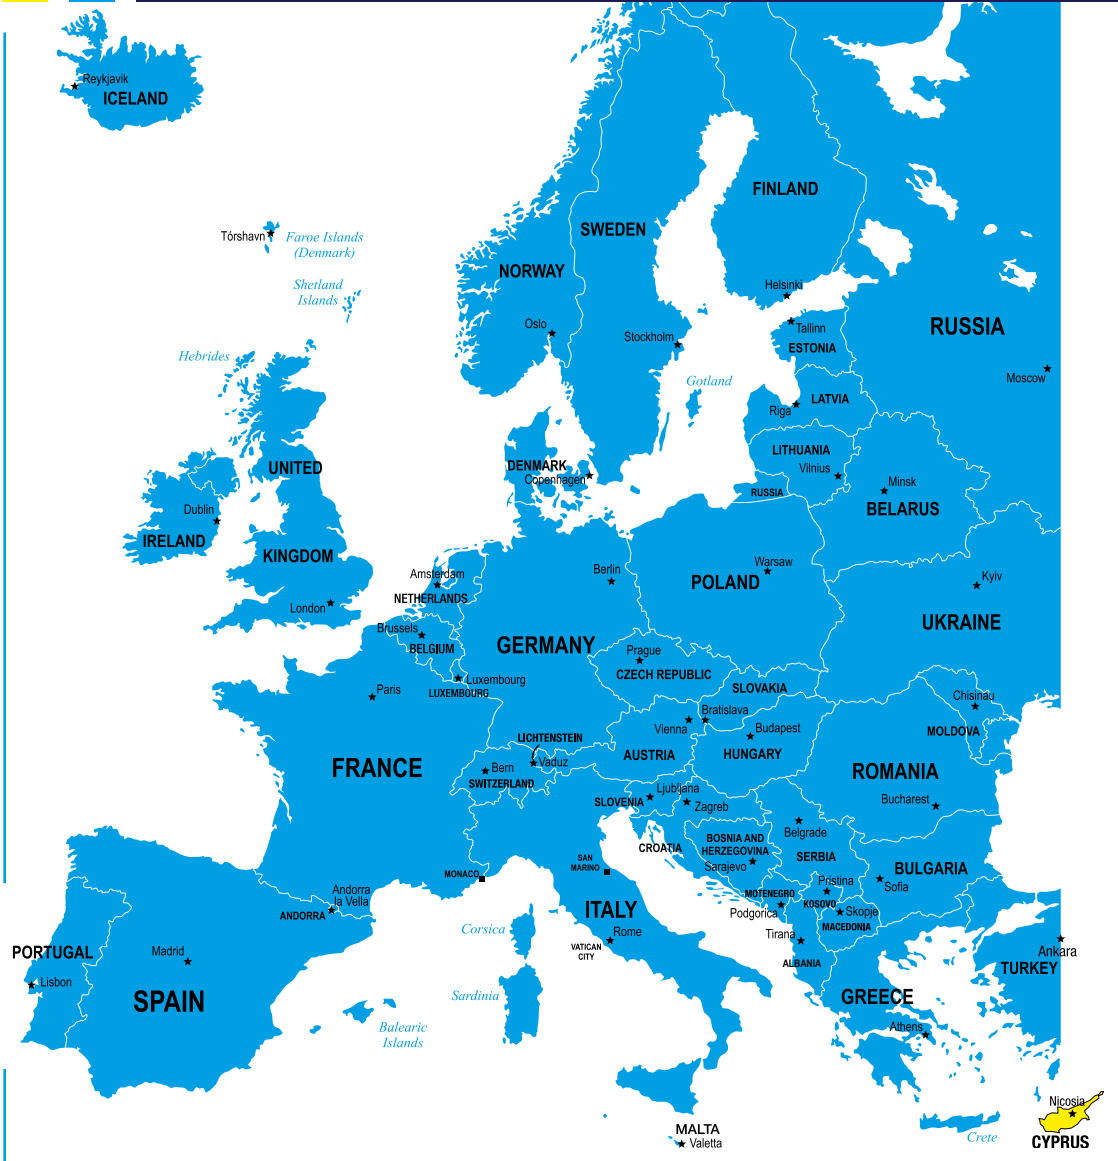 Reykjavik
ICELAND
FINLAND
SWEDEN
Tórshavn
Faroe Islands
(Denmark)
NORWAY
Shetland
Islands
Helsinki
Oslo
Stockholm
Tallinn
ESTONIA
RUSSIA
Hebrides
Moscow
Gotland
LATVIA
Riga
LITHUANIA
Vilnius
UNITED
DENMARK
Copenhagen
RUSSIA
Minsk
BELARUS
Dublin
IRELAND
KINGDOM
Amsterdam
NETHERLANDS
Berlin
Warsaw
POLAND
Kyiv
London
UKRAINE
Brussels
BELGIUM
GERMANY
Prague
CZECH REPUBLIC
Luxembourg
LUXEMBOURG
SLOVAKIA
Paris
Chisinau
Bratislava
Vienna
Budapest
MOLDOVA
LICHTENSTEIN
AUSTRIA
HUNGARY
FRANCE
Bern
Vaduz
SWITZERLAND
ROMANIA
Ljubljana
SLOVENIA
Zagreb
Bucharest
Belgrade
BOSNIA AND
HERZEGOVINA
CROATIA
Sarajevo
SERBIA
SAN
MARINO
MONACO
BULGARIA
Pristina
Sofia
Andorra
la Vella
ANDORRA
MOTENEGRO
KOSOVO
Podgorica
Skopje
MACEDONIA
ITALY
Corsica
Rome
VATICAN
CITY
Tirana
ALBANIA
PORTUGAL
Madrid
Ankara
TURKEY
Lisbon
SPAIN
Sardinia
GREECE
Athens
Balearic
Islands
Nicosia
MALTA
Valetta
Crete
CYPRUS